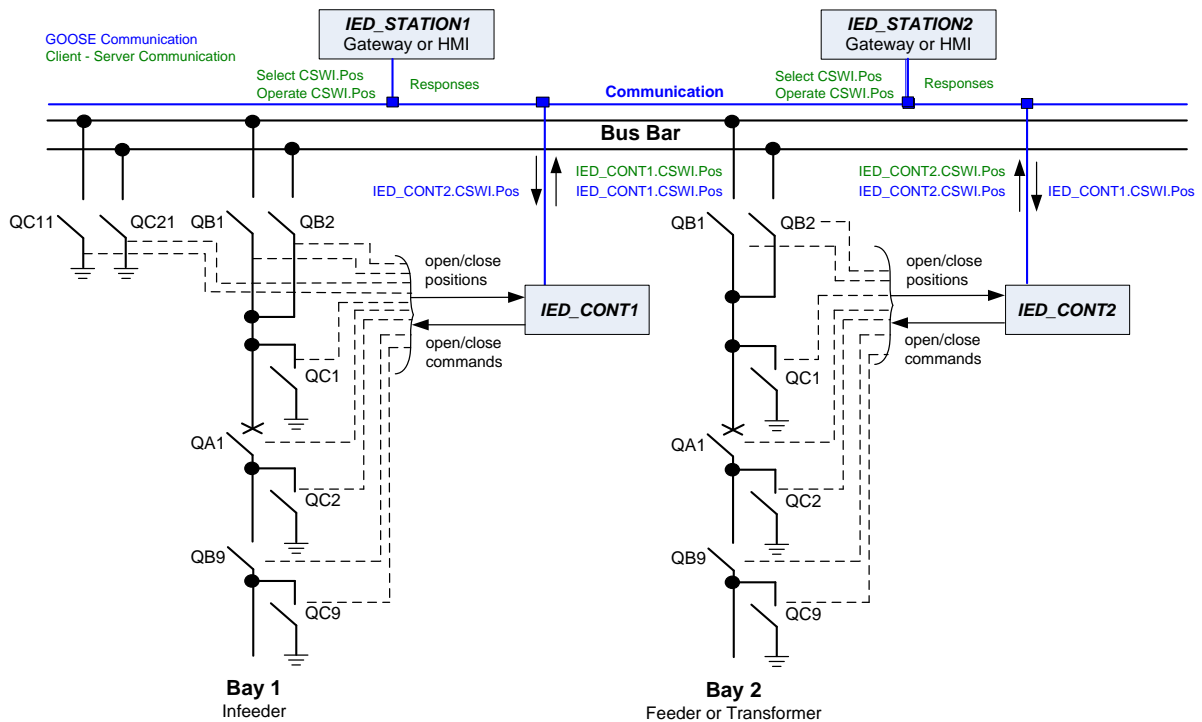 IED_STATION1
Gateway or HMI
IED_STATION2
Gateway or HMI
GOOSE Communication
Client - Server Communication
Select CSWI.Pos
Operate CSWI.Pos
Responses
Select CSWI.Pos
Operate CSWI.Pos
Responses
Communication
Bus Bar
IED_CONT2.CSWI.Pos
IED_CONT1.CSWI.Pos
IED_CONT1.CSWI.Pos
IED_CONT2.CSWI.Pos
IED_CONT2.CSWI.Pos
IED_CONT1.CSWI.Pos
QC11
QC21
QB1
QB2
QB1
QB2
open/close
positions
open/close
positions
IED_CONT1
IED_CONT2
open/close
commands
open/close
commands
QC1
QC1
QA1
QA1
QC2
QC2
QB9
QB9
QC9
QC9
Bay 1
Infeeder
Bay 2
Feeder or Transformer